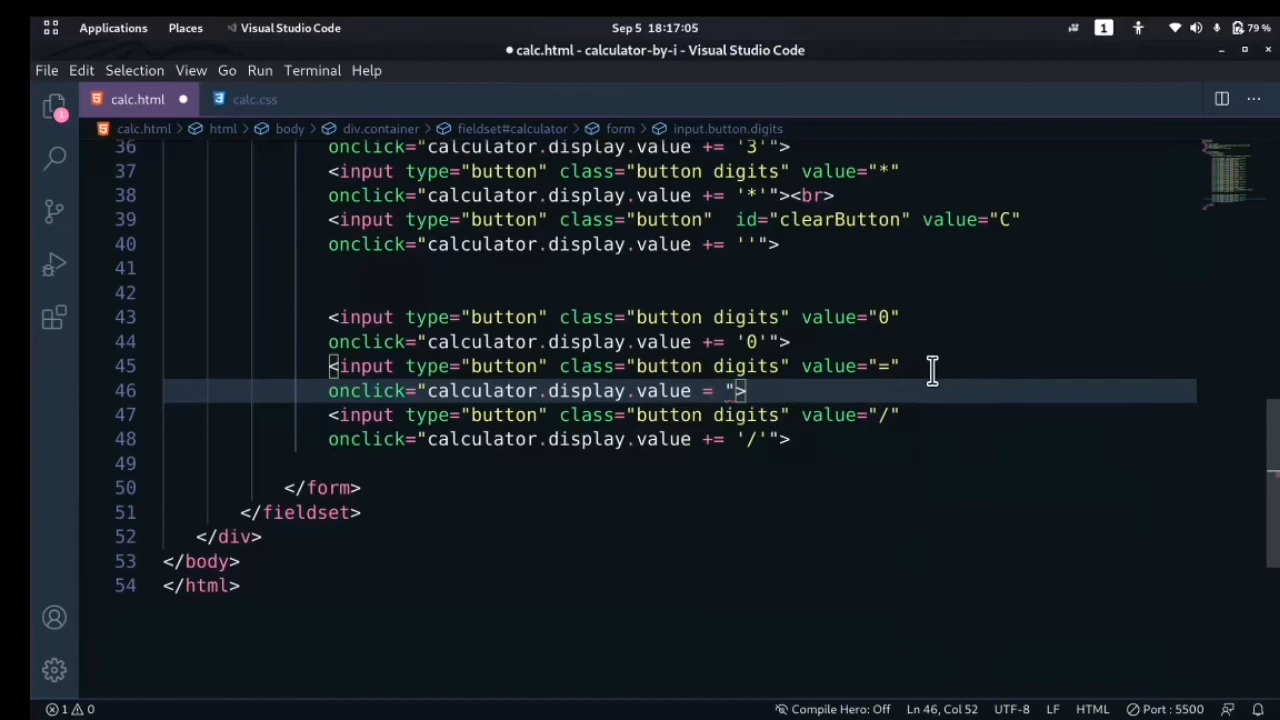 Applications Places Visual Studio Code Sep 5 18:17:05 1 79 %
● calc.html - calculator-by-i - Visual Studio Code
File Edit Selection View Go Run Terminal Help
calc.html ● calc.css ...
calc.html > html > body > div.container > fieldset#calculator > form > input.button.digits
36 onclick="calculator.display.value += '3'">
37 <input type="button" class="button digits" value="*"
38 onclick="calculator.display.value += '*'"><br>
39 <input type="button" class="button"  id="clearButton" value="C"
40 onclick="calculator.display.value += ''">
41
42
43 <input type="button" class="button digits" value="0"
44 onclick="calculator.display.value += '0'">
45 <input type="button" class="button digits" value="="
46 onclick="calculator.display.value = ">
47 <input type="button" class="button digits" value="/"
48 onclick="calculator.display.value += '/'">
49
50 </form>
51 </fieldset>
52 </div>
53 </body>
54 </html>
1 0 Compile Hero: Off Ln 46, Col 52 UTF-8 LF HTML Port : 5500